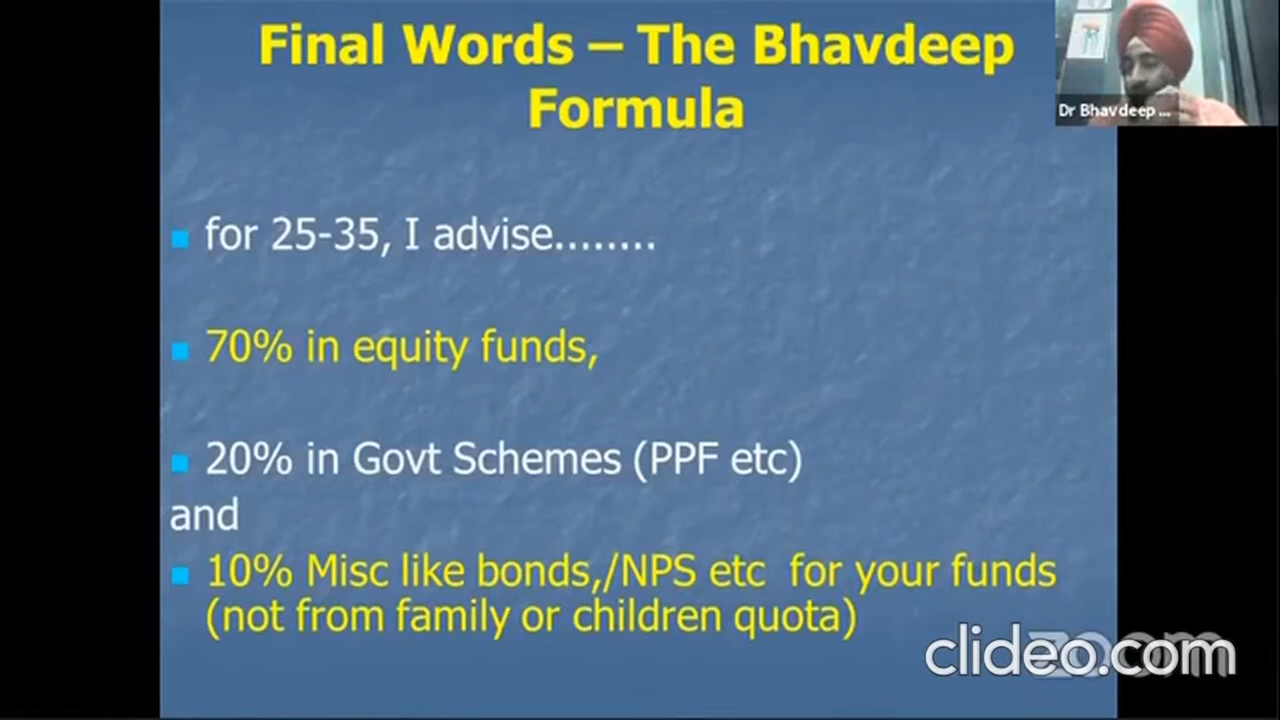 Final Words – The Bhavdeep
Formula
Dr Bhavdeep ...
for 25-35, I advise........
70% in equity funds,
20% in Govt Schemes (PPF etc)
and
10% Misc like bonds,/NPS etc  for your funds
(not from family or children quota)
zoom
clideo.com